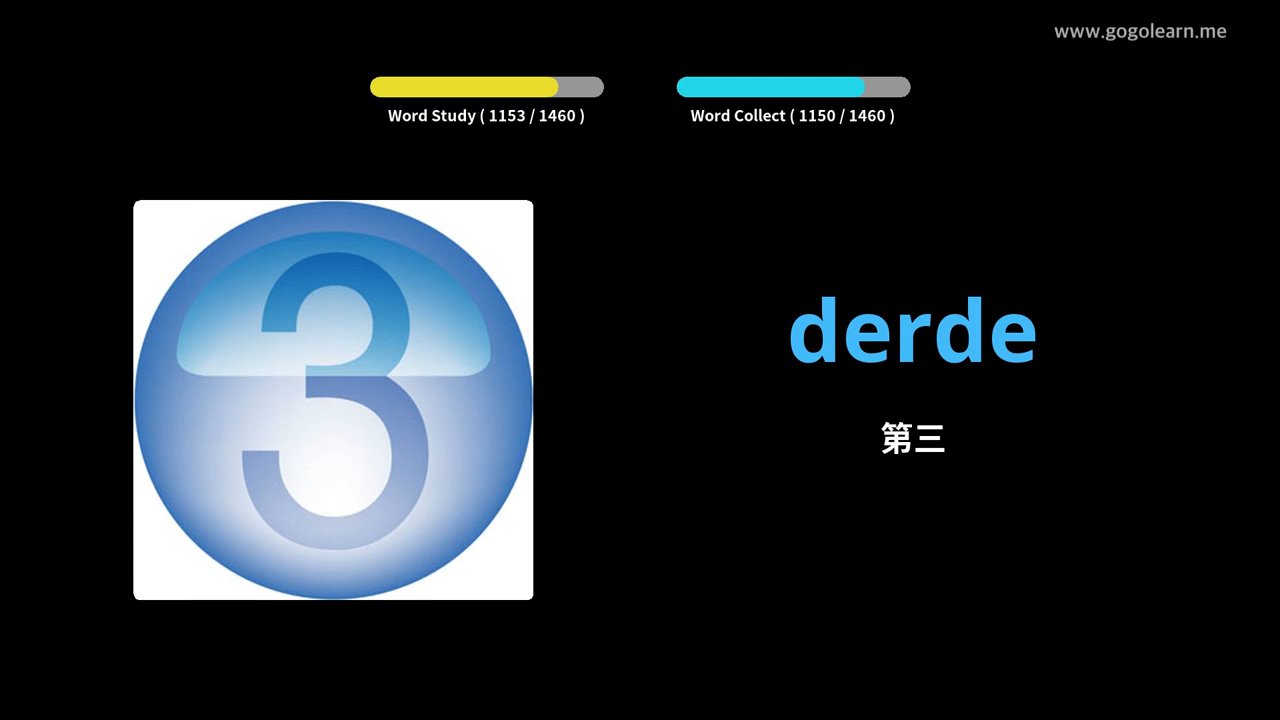 www.gogolearn.me
Word Study ( 1153 / 1460 )
Word Collect ( 1150 / 1460 )
3
derde
第三